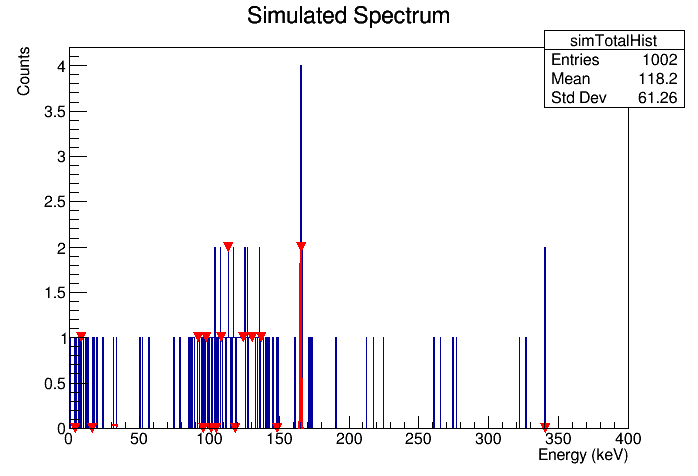 Simulated Spectrum
simTotalHist
Entries 1002
Mean 118.2
Std Dev 61.26
Counts
4
3.5
3
2.5
2
1.5
1
0.5
0
0 50 100 150 200 250 300 350 400
Energy (keV)